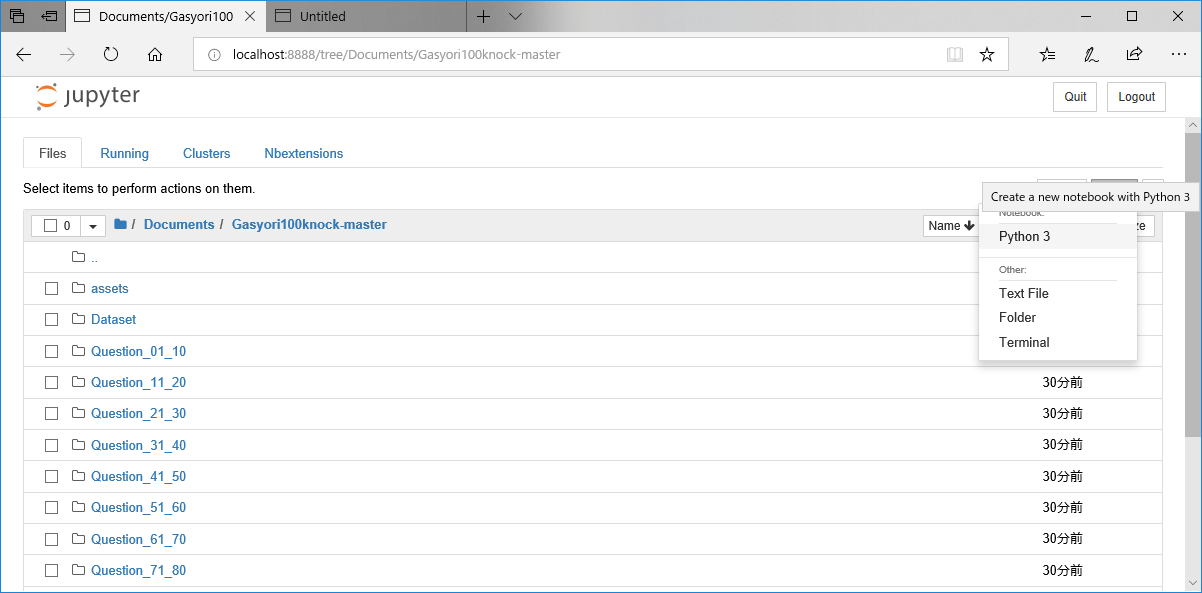 Documents/Gasyori100
Untitled
localhost:8888/tree/Documents/Gasyori100knock-master
jupyter
Quit
Logout
Files
Running
Clusters
Nbextensions
Select items to perform actions on them.
Create a new notebook with Python 3
0
/ Documents / Gasyori100knock-master
Name
Notebook:
Python 3
Other:
Text File
Folder
Terminal
..
assets
Dataset
Question_01_10
Question_11_20 30分前
Question_21_30 30分前
Question_31_40 30分前
Question_41_50 30分前
Question_51_60 30分前
Question_61_70 30分前
Question_71_80 30分前